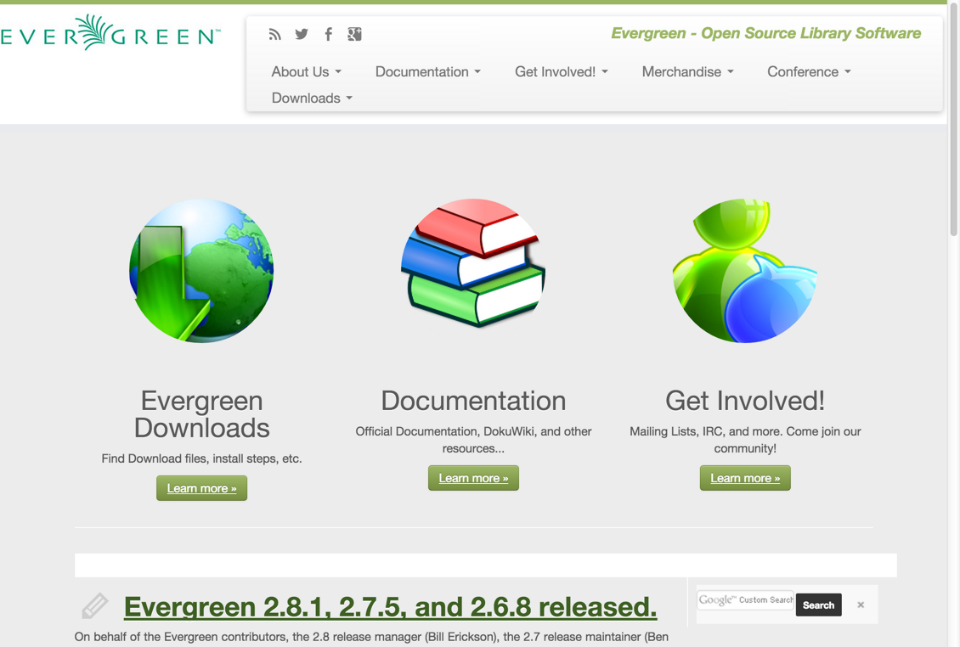 EVERGREEN™
Evergreen - Open Source Library Software
About Us Documentation Get Involved! Merchandise Conference
Downloads
Evergreen
Downloads
Find Download files, install steps, etc.
Learn more »
Documentation
Official Documentation, DokuWiki, and other
resources...
Learn more »
Get Involved!
Mailing Lists, IRC, and more. Come join our
community!
Learn more »
Evergreen 2.8.1, 2.7.5, and 2.6.8 released.
Google™ Custom Search
Search
×
On behalf of the Evergreen contributors, the 2.8 release manager (Bill Erickson), the 2.7 release maintainer (Ben